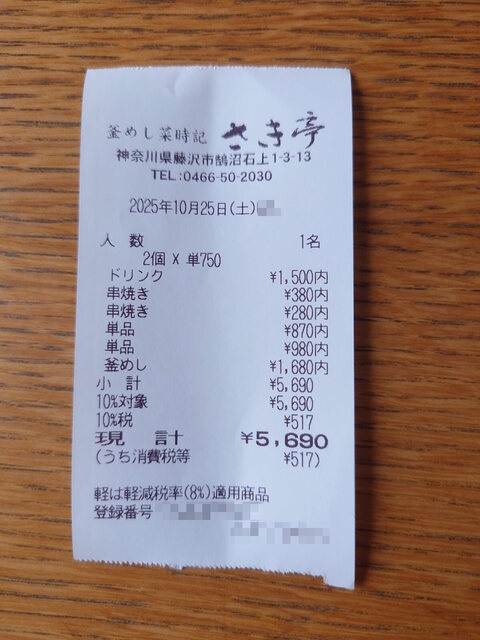 釜めし菜時記 さき亭
神奈川県藤沢市鵠沼石上1-3-13
TEL:0466-50-2030
2025年10月25日(土)
人 数 1名
2個 X 単750
ドリンク ¥1,500内
串焼き ¥380内
串焼き ¥280内
単品 ¥870内
単品 ¥980内
釜めし ¥1,680内
小 計 ¥5,690
10%対象 ¥5,690
10%税 ¥517
現 計 ¥5,690
(うち消費税等 ¥517)
軽は軽減税率(8%)適用商品
登録番号